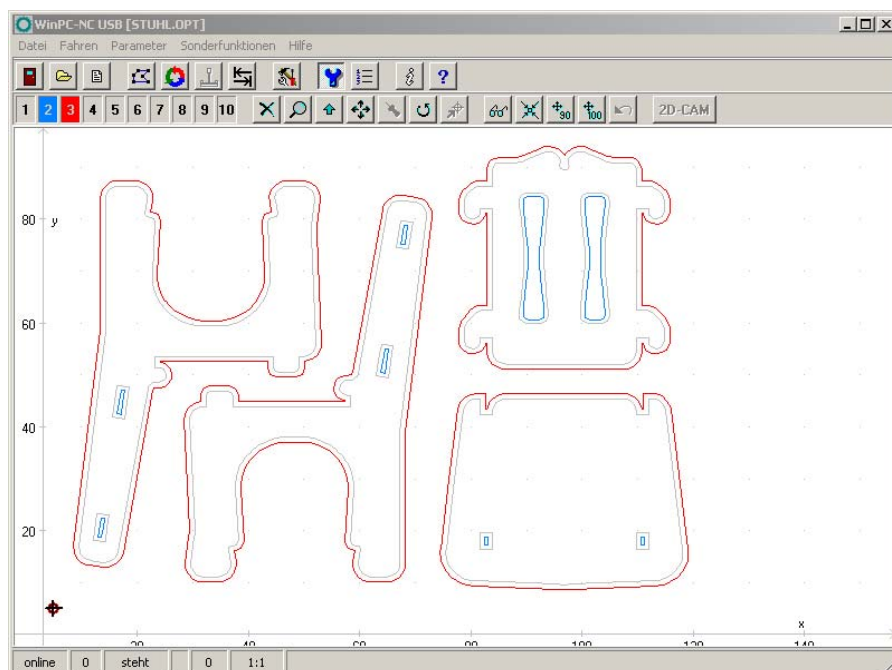 WinPC-NC USB [STUHL.OPT]
Datei Fahren Parameter Sonderfunktionen Hilfe
1 2 3 4 5 6 7 8 9 10 90 100 2D-CAM
80 y
60
40
20
x
20 40 60 80 100 120 140
online 0 steht 0 1:1